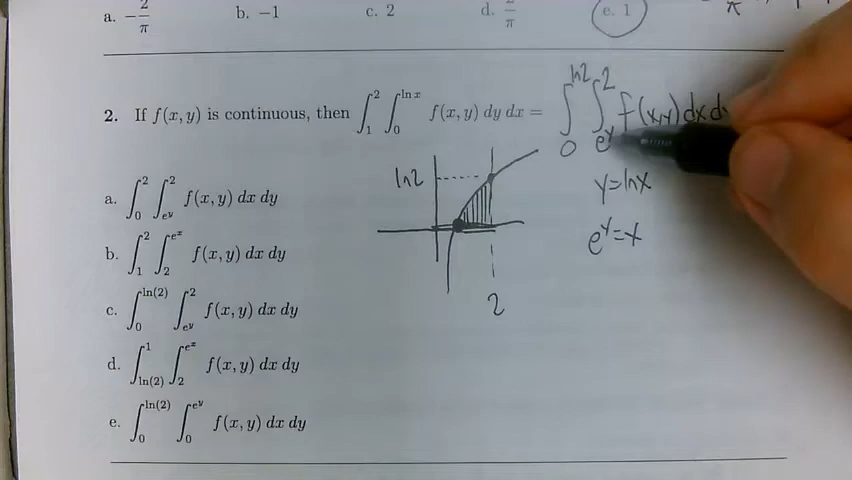 a. −2/π b. −1 c. 2 d. 2/π e. 1
2. If f(x, y) is continuous, then ∫₁² ∫₀^{ln x} f(x, y) dy dx = ∫₀^{ln2} ∫_{e^y}^2 f(x,y) dx
y=lnx
e^y=x
ln2
2
a. ∫₀² ∫_{e^y}^2 f(x, y) dx dy
b. ∫₁² ∫₂^{e^x} f(x, y) dx dy
c. ∫₀^{ln(2)} ∫_{e^y}^2 f(x, y) dx dy
d. ∫_{ln(2)}^1 ∫₂^{e^x} f(x, y) dx dy
e. ∫₀^{ln(2)} ∫₀^{e^y} f(x, y) dx dy